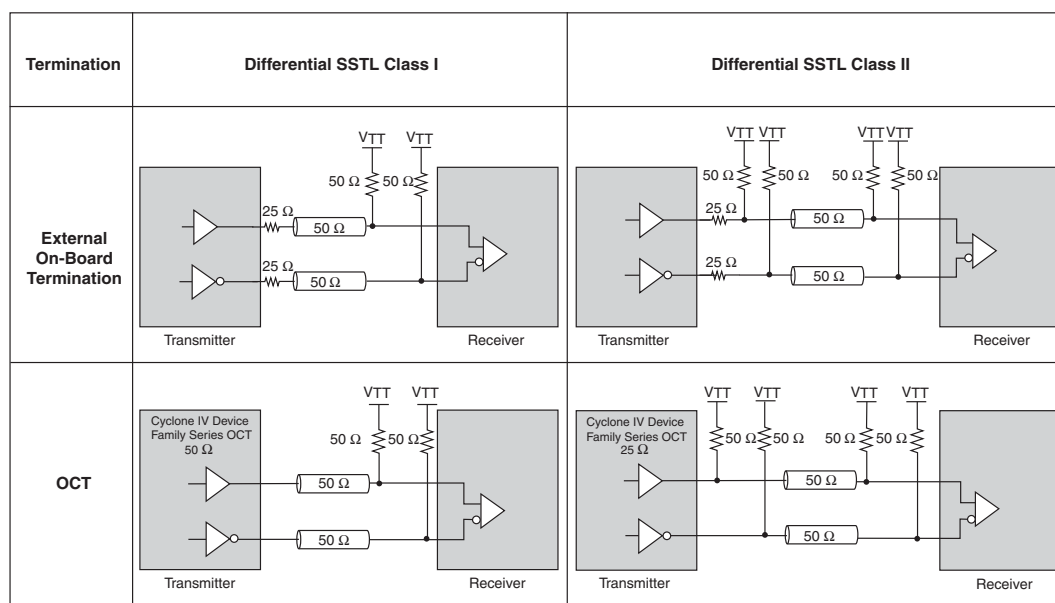 Termination
Differential SSTL Class I
Differential SSTL Class II
External
On-Board
Termination
VTT VTT
50 Ω 50 Ω
25 Ω
50 Ω
25 Ω
50 Ω
Transmitter
Receiver
VTT VTT VTT VTT
50 Ω 50 Ω 50 Ω 50 Ω
25 Ω
50 Ω
25 Ω
50 Ω
Transmitter
Receiver
OCT
Cyclone IV Device
Family Series OCT
50 Ω
VTT VTT
50 Ω 50 Ω
50 Ω
50 Ω
Transmitter
Receiver
Cyclone IV Device
Family Series OCT
25 Ω
VTT VTT VTT VTT
50 Ω 50 Ω 50 Ω 50 Ω
50 Ω
50 Ω
Transmitter
Receiver